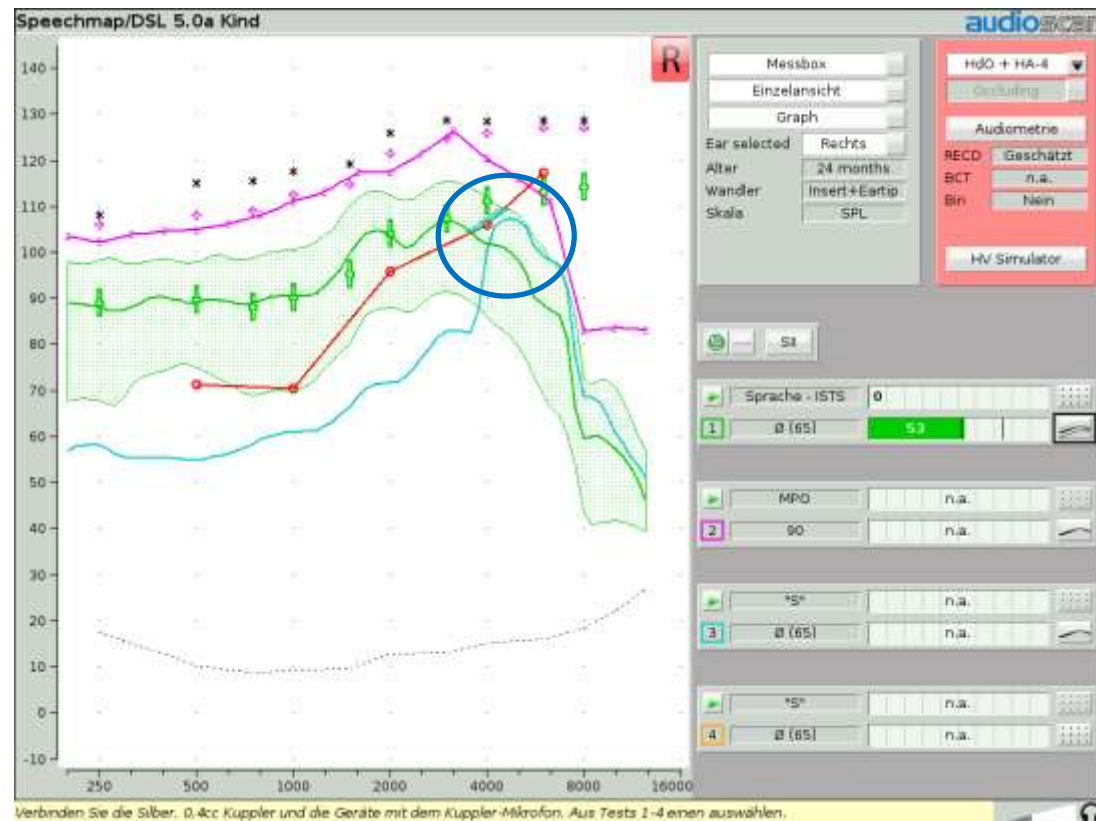 Speechmap/DSL 5.0a Kind
audioscan
R
140
130
120
110
100
90
80
70
60
50
40
30
20
10
0
-10
250 500 1000 2000 4000 8000 16000
Messbox
Einzelansicht
Graph
Ear selected Rechts
Alter 24 months
Wandler Insert+Eartip
Skala SPL
HdO + HA-4
Occluding
Audiometrie
RECD Geschätzt
BCT n.a.
Bin Nein
HV Simulator
SII
Sprache - ISTS 0
1 Ø (65) 53
MPO n.a.
2 90 n.a.
"S" n.a.
3 Ø (65) n.a.
"S" n.a.
4 Ø (65) n.a.
Verbinden Sie die Silber. 0,4cc Kuppler und die Geräte mit dem Kuppler-Mikrofon. Aus Tests 1-4 einen auswählen.